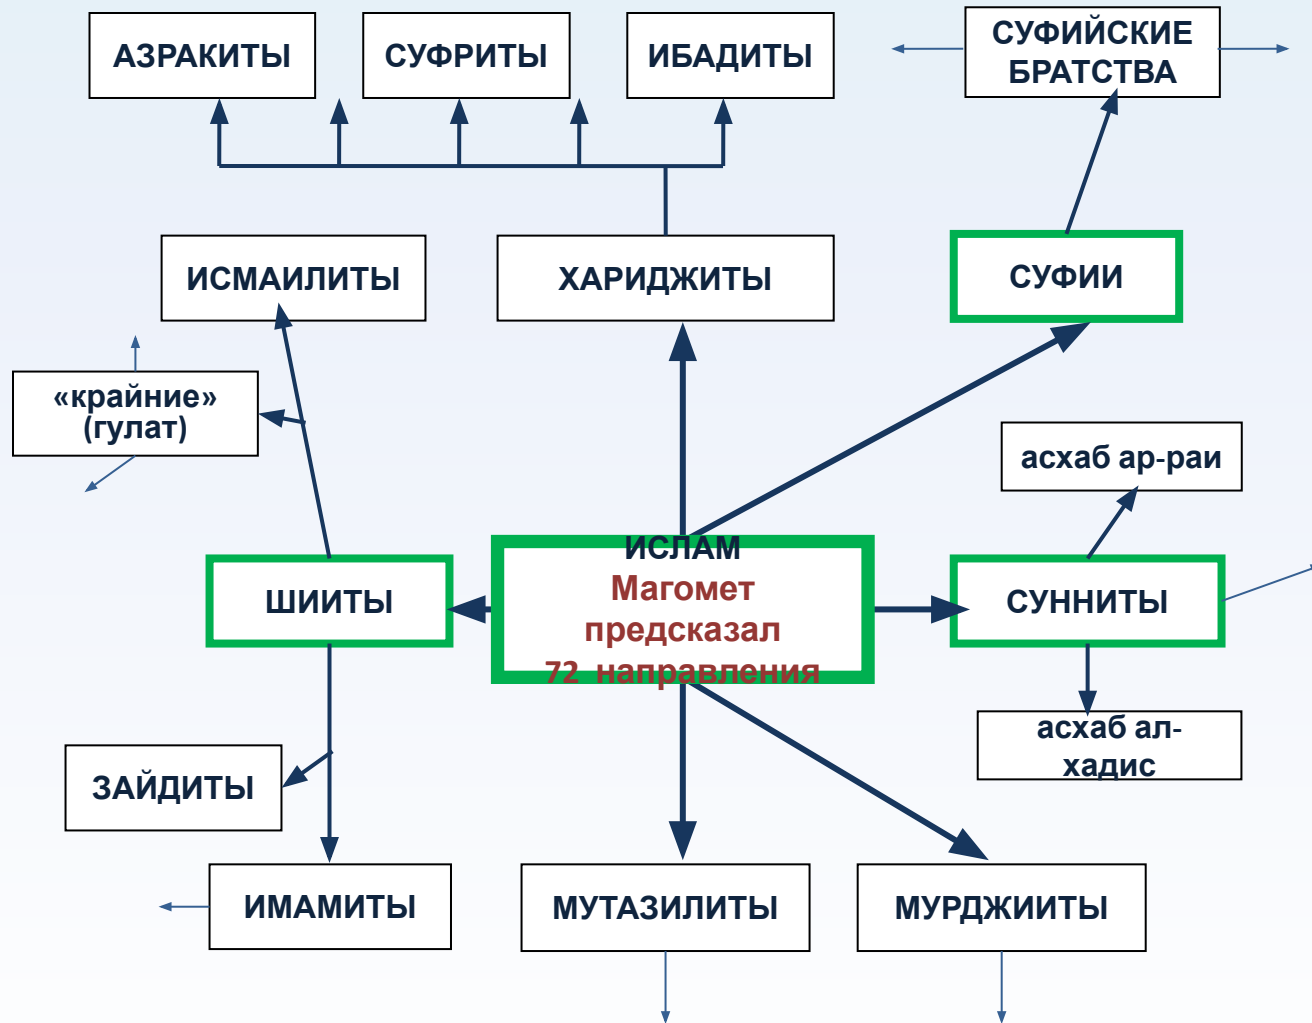 АЗРАКИТЫ
СУФРИТЫ
ИБАДИТЫ
СУФИЙСКИЕ
БРАТСТВА
ИСМАИЛИТЫ
ХАРИДЖИТЫ
СУФИИ
«крайние»
(гулат)
асхаб ар-раи
ШИИТЫ
ИСЛАМ
Магомет
предсказал
72 направления
СУННИТЫ
асхаб ал-
хадис
ЗАЙДИТЫ
ИМАМИТЫ
МУТАЗИЛИТЫ
МУРДЖИИТЫ